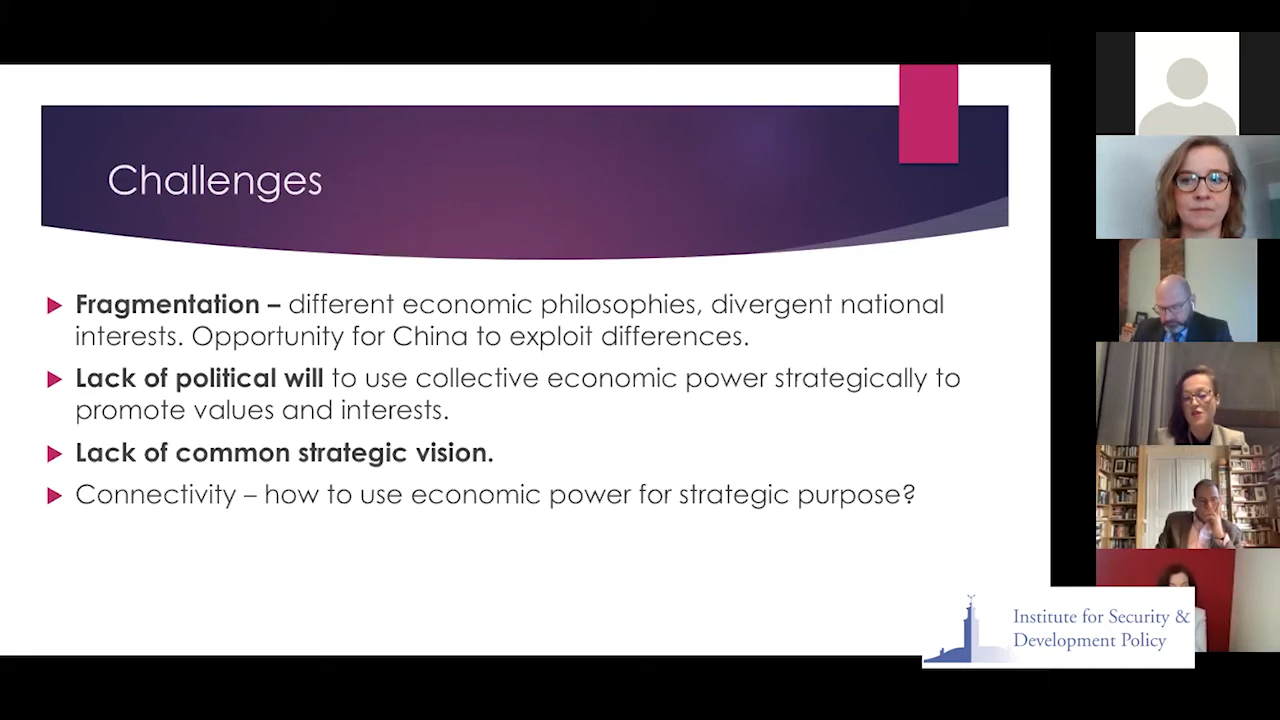 Challenges
Fragmentation – different economic philosophies, divergent national
interests. Opportunity for China to exploit differences.
Lack of political will to use collective economic power strategically to
promote values and interests.
Lack of common strategic vision.
Connectivity – how to use economic power for strategic purpose?
Institute for Security &
Development Policy